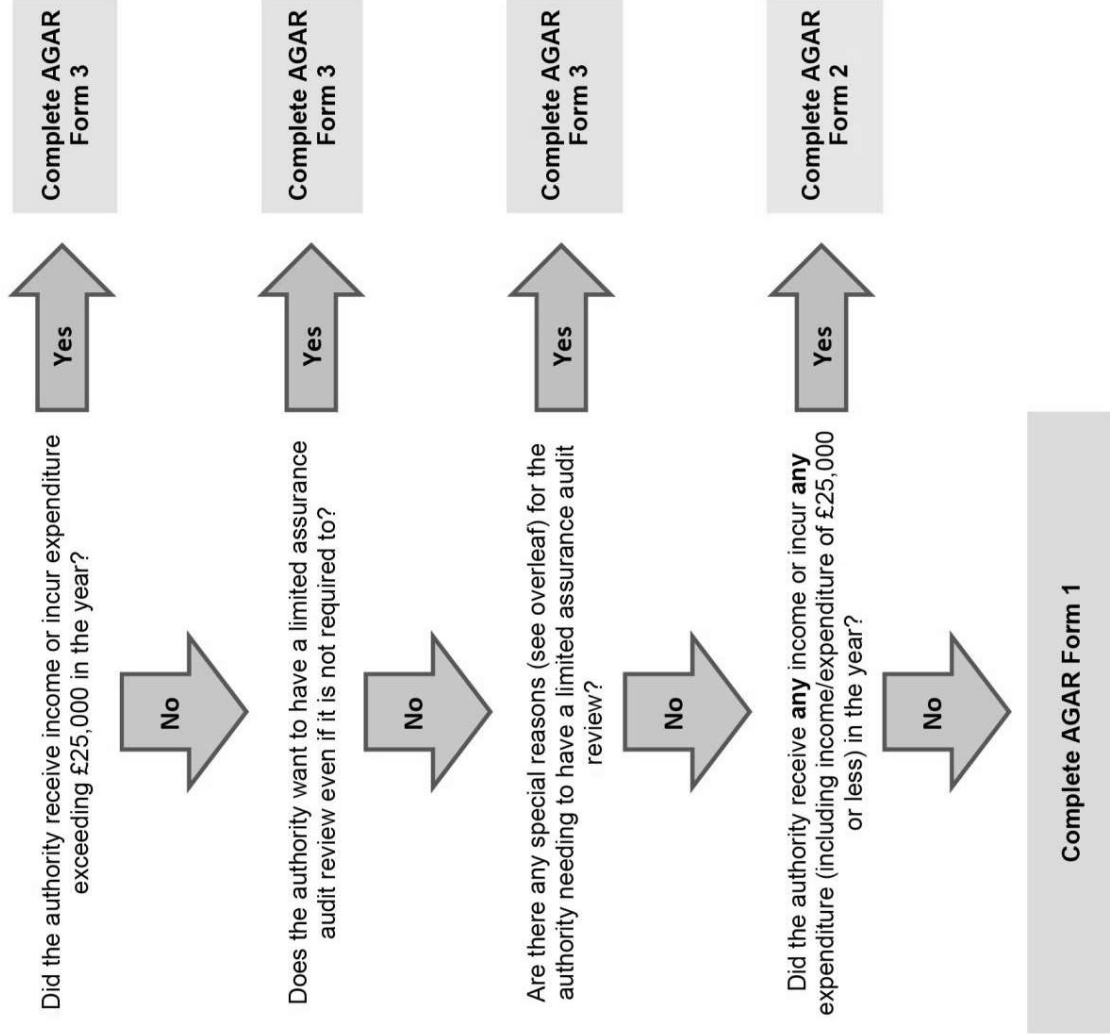 Did the authority receive income or incur expenditure
exceeding £25,000 in the year?
Yes
Complete AGAR
Form 3
No
Does the authority want to have a limited assurance
audit review even if it is not required to?
Yes
Complete AGAR
Form 3
No
Are there any special reasons (see overleaf) for the
authority needing to have a limited assurance audit
review?
Yes
Complete AGAR
Form 3
No
Did the authority receive any income or incur any
expenditure (including income/expenditure of £25,000
or less) in the year?
Yes
Complete AGAR
Form 2
No
Complete AGAR Form 1